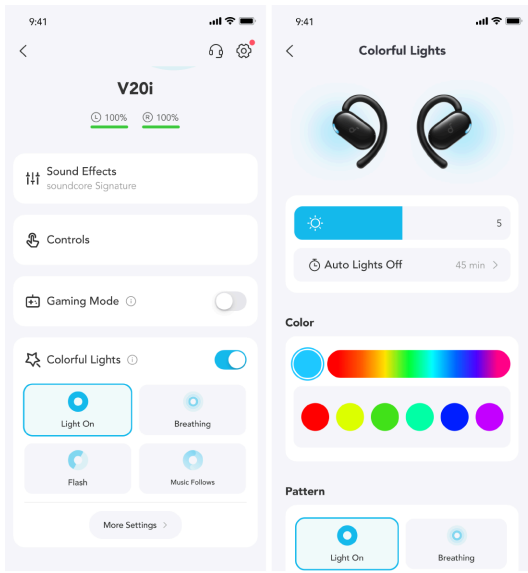 9:41
V20i
L 100% R 100%
Sound Effects
soundcore Signature
Controls
Gaming Mode
Colorful Lights
Light On
Breathing
Flash
Music Follows
More Settings
9:41
Colorful Lights
5
Auto Lights Off
45 min
Color
Pattern
Light On
Breathing